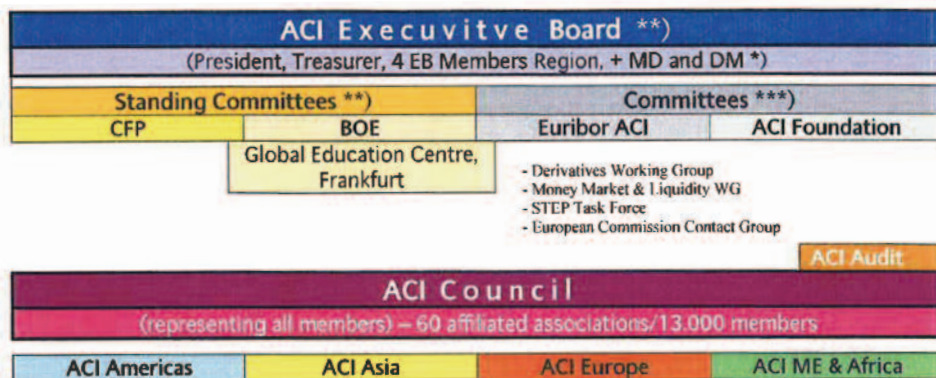 ACI Execuvitve Board **)
(President, Treasurer, 4 EB Members Region, + MD and DM *)
Standing Committees **)
Committees ***)
CFP
BOE
Euribor ACI
ACI Foundation
Global Education Centre,
Frankfurt
- Derivatives Working Group
- Money Market & Liquidity WG
- STEP Task Force
- European Commission Contact Group
ACI Audit
ACI Council
(representing all members) – 60 affiliated associations/13.000 members
ACI Americas
ACI Asia
ACI Europe
ACI ME & Africa